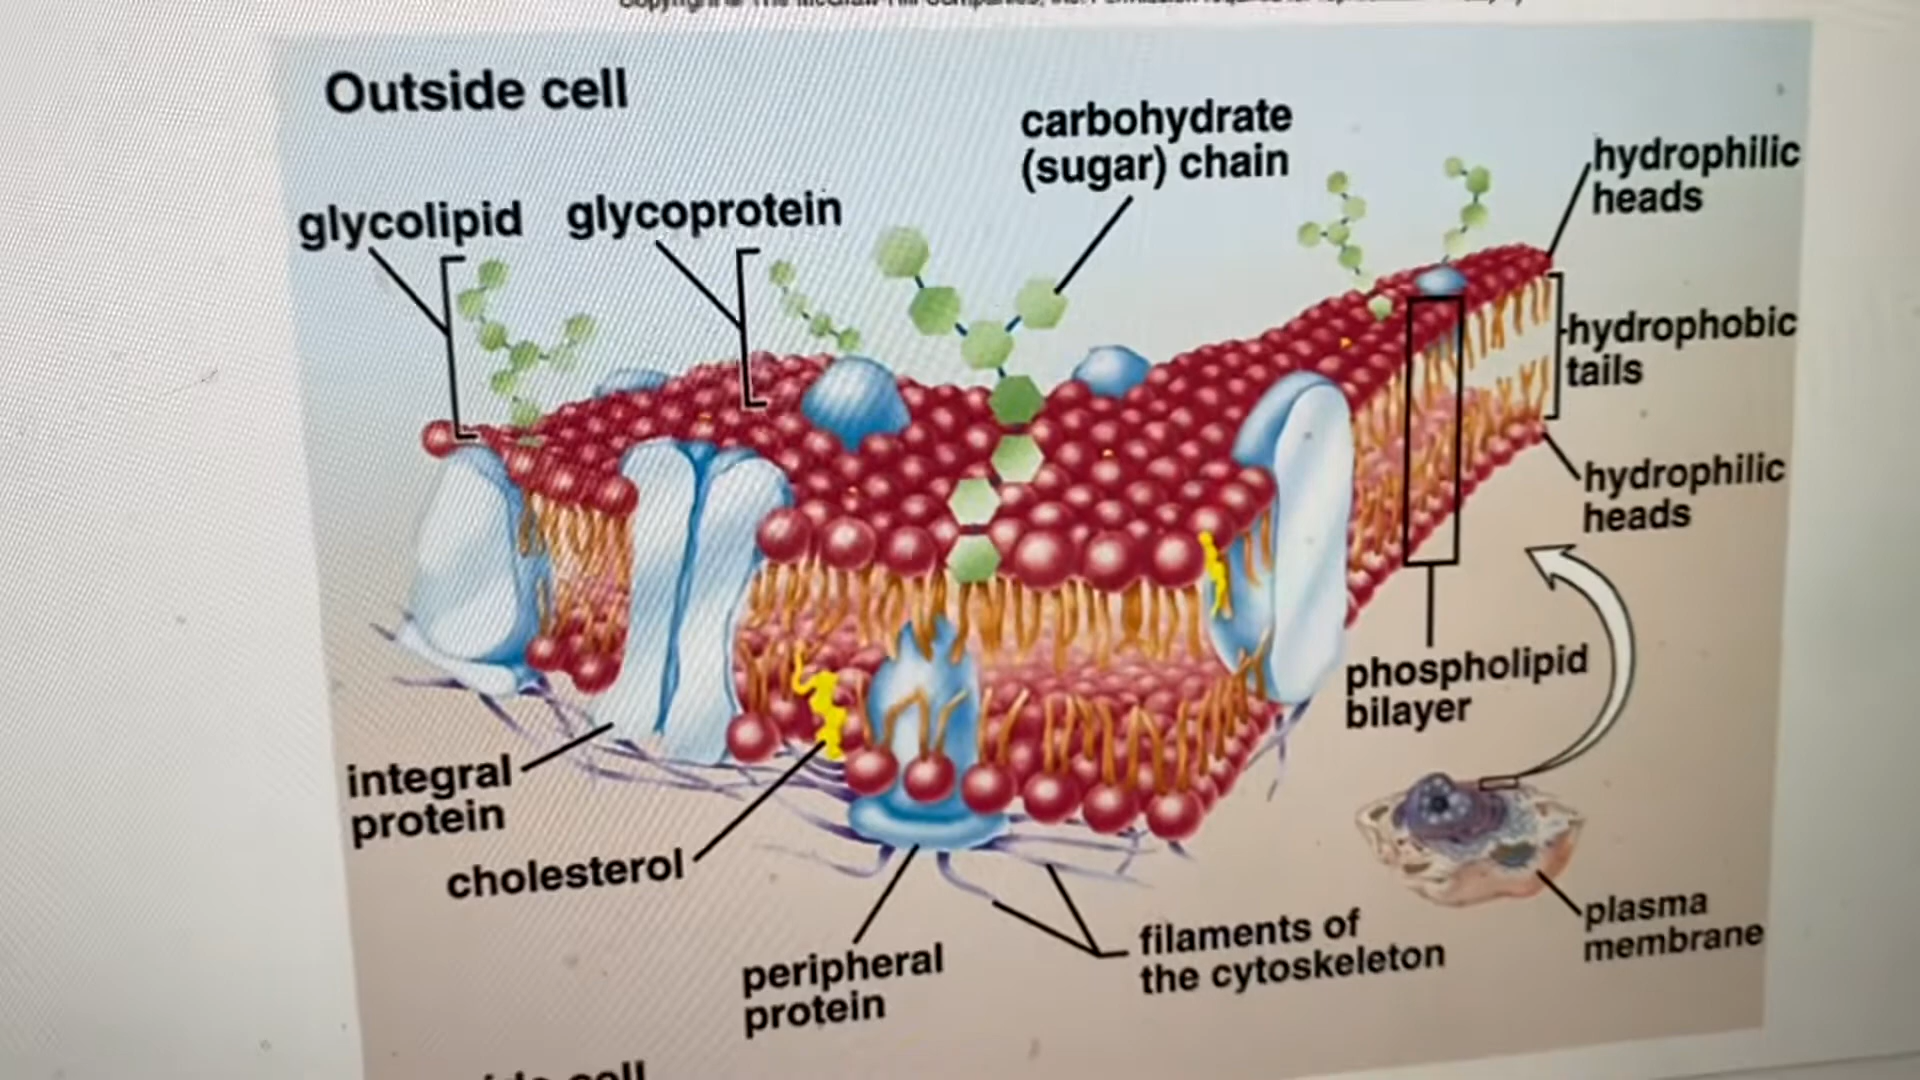 Outside cell
carbohydrate
(sugar) chain
hydrophilic
heads
glycolipid
glycoprotein
hydrophobic
tails
hydrophilic
heads
phospholipid
bilayer
integral
protein
cholesterol
plasma
membrane
filaments of
the cytoskeleton
peripheral
protein
cell